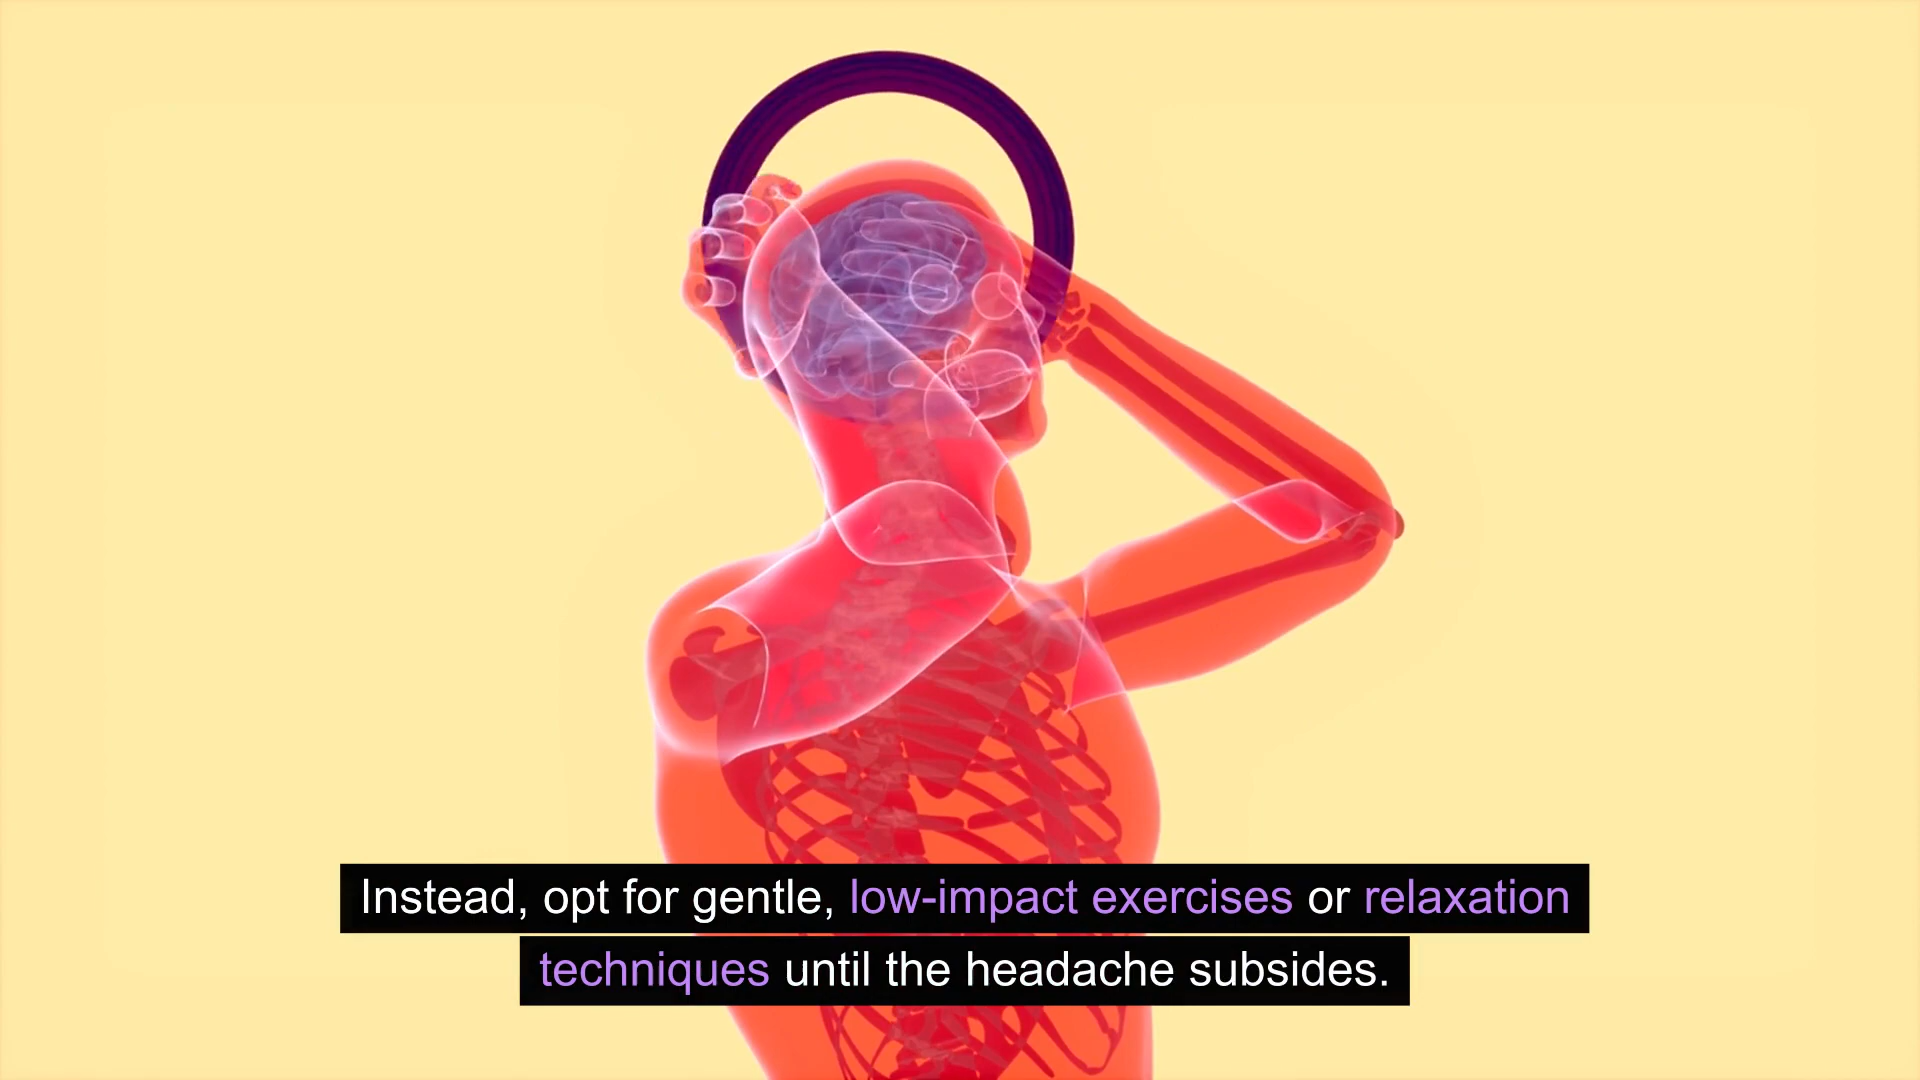 Instead, opt for gentle, low-impact exercises or relaxation
techniques until the headache subsides.